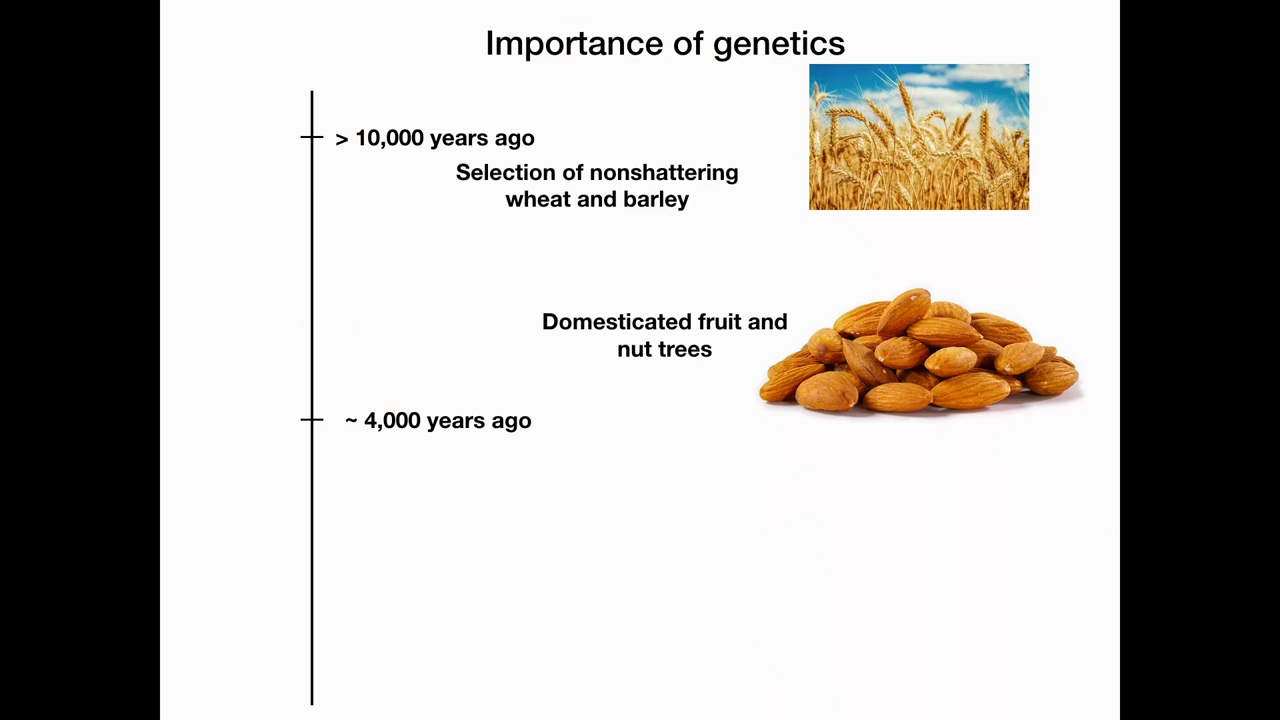 Importance of genetics
> 10,000 years ago
Selection of nonshattering
wheat and barley
Domesticated fruit and
nut trees
~ 4,000 years ago